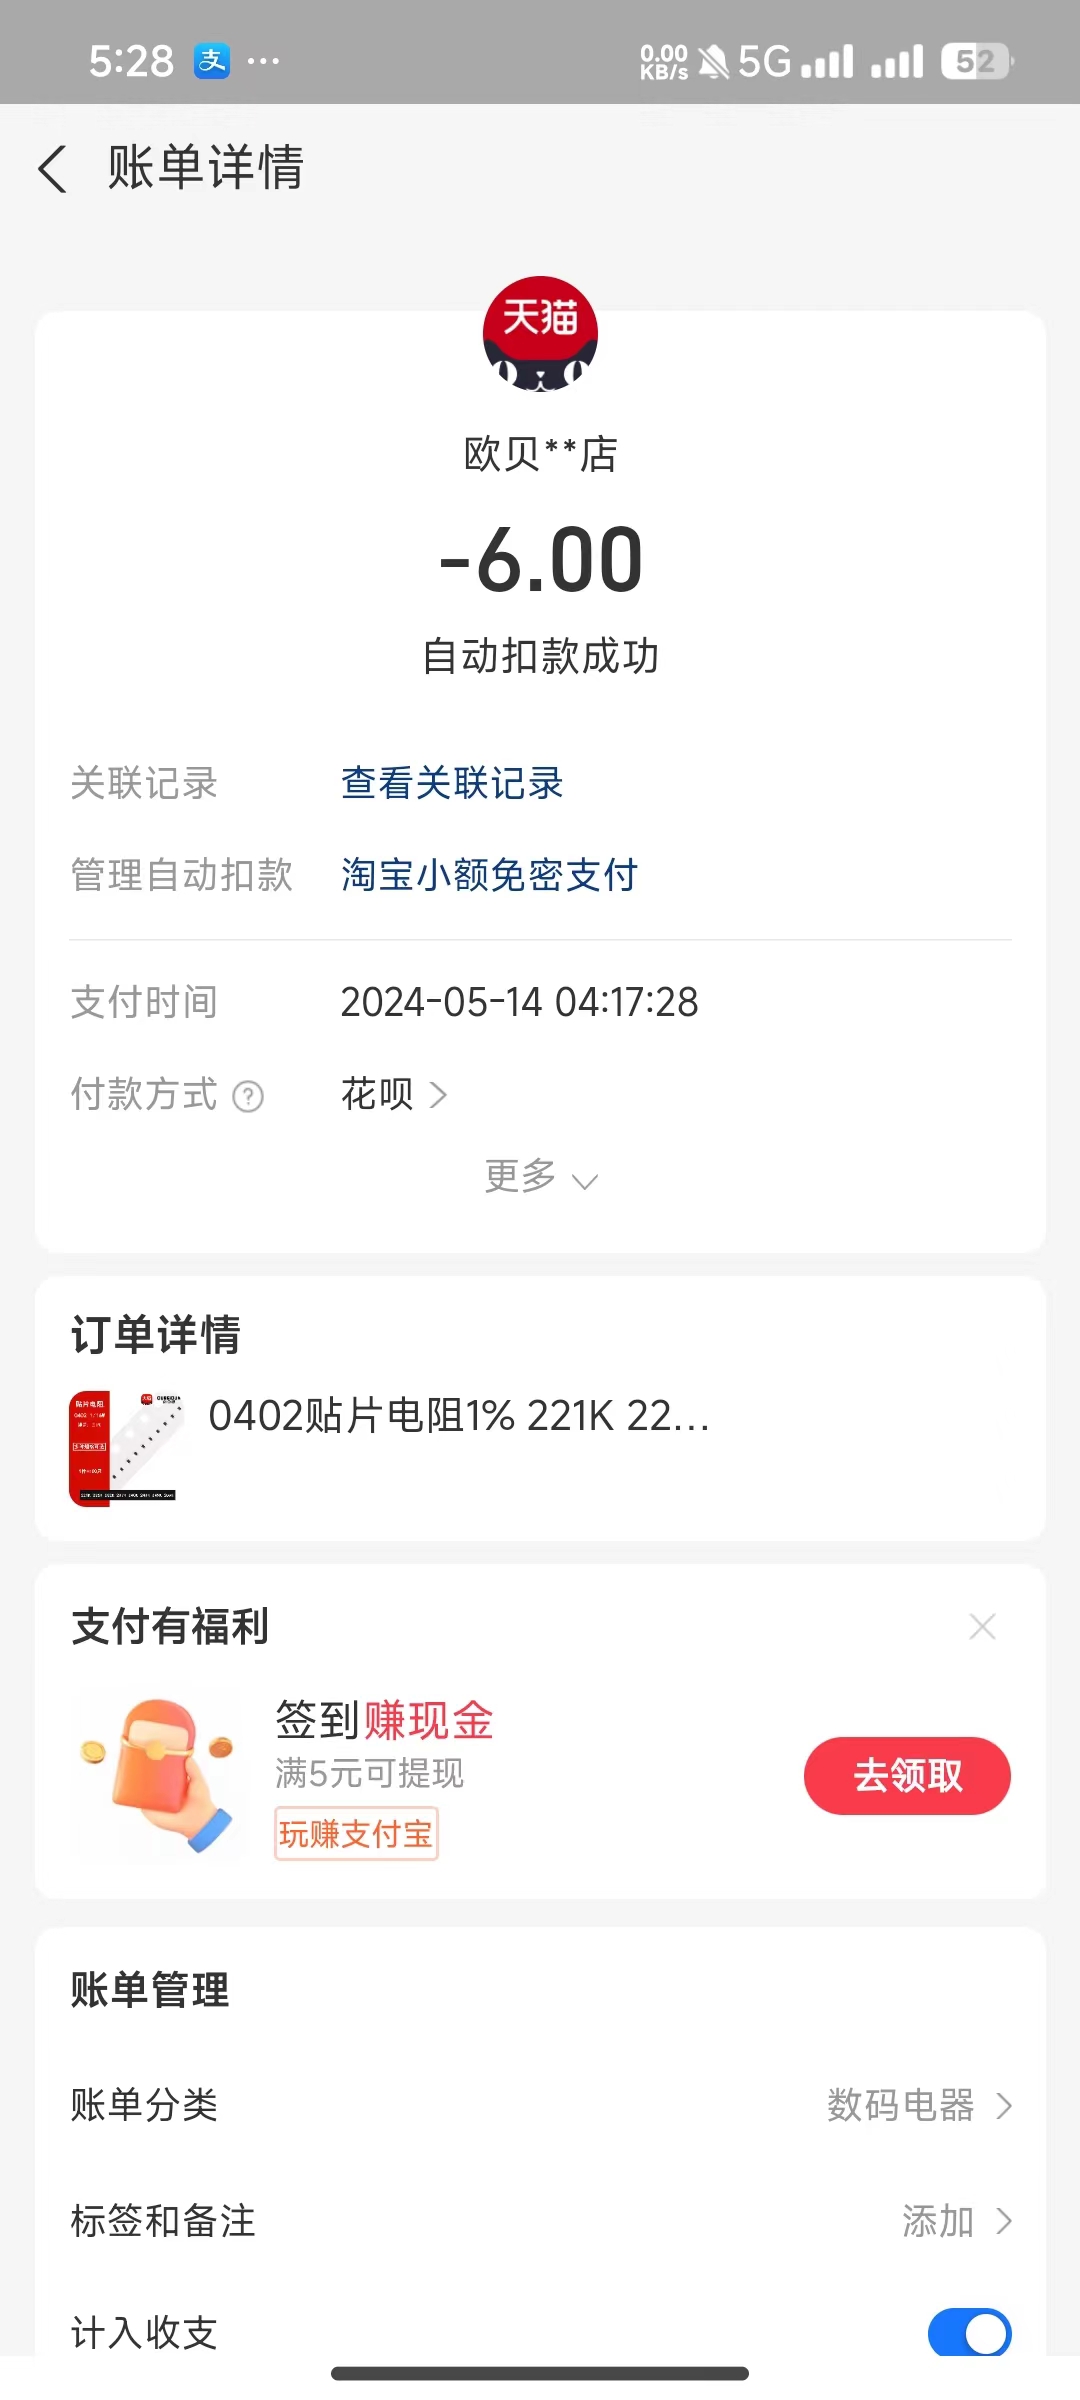 5:28 支 ... 0.00 KB/s 5G 52
账单详情
天猫
欧贝**店
-6.00
自动扣款成功
关联记录 查看关联记录
管理自动扣款 淘宝小额免密支付
支付时间 2024-05-14 04:17:28
付款方式 ? 花呗
更多
订单详情
贴片电阻
0402贴片电阻1% 221K 22...
支付有福利
签到赚现金
满5元可提现
去领取
玩赚支付宝
账单管理
账单分类 数码电器
标签和备注 添加
计入收支